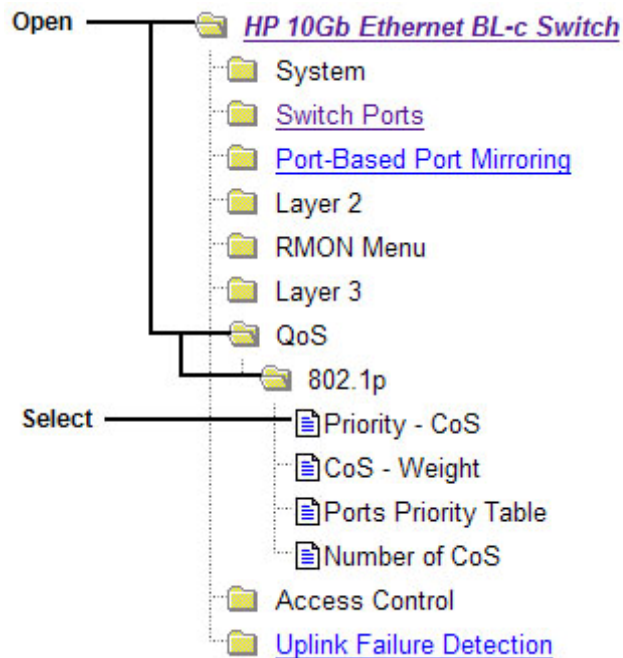 Open HP 10Gb Ethernet BL-c Switch
System
Switch Ports
Port-Based Port Mirroring
Layer 2
RMON Menu
Layer 3
QoS
802.1p
Select Priority - CoS
CoS - Weight
Ports Priority Table
Number of CoS
Access Control
Uplink Failure Detection